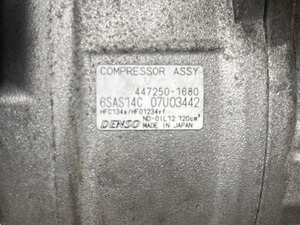 COMPRESSOR ASSY
447250-1680
6SAS14C 07U03442
HFC134a/HFO1234yf
ND-OIL12 120cm³
DENSO MADE IN JAPAN